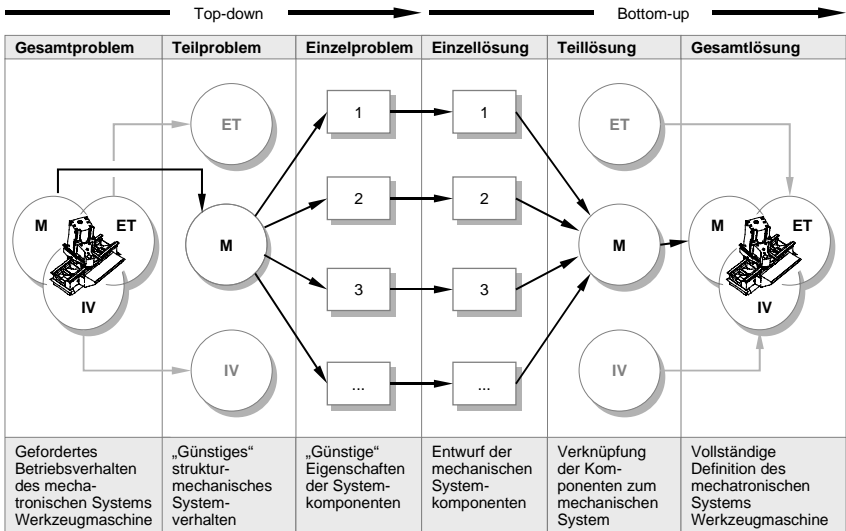 Top-down
Bottom-up
Gesamtproblem
Teilproblem
Einzelproblem
Einzellösung
Teillösung
Gesamtlösung
ET
1
1
ET
M
ET
IV
M
2
2
M
M
ET
IV
3
3
IV
...
...
IV
Gefordertes
Betriebsverhalten
des mecha-
tronischen Systems
Werkzeugmaschine
„Günstiges“
struktur-
mechanisches
System-
verhalten
„Günstige“
Eigenschaften
der System-
komponenten
Entwurf der
mechanischen
System-
komponenten
Verknüpfung
der Kom-
ponenten zum
mechanischen
System
Vollständige
Definition des
mechatronischen
Systems
Werkzeugmaschine